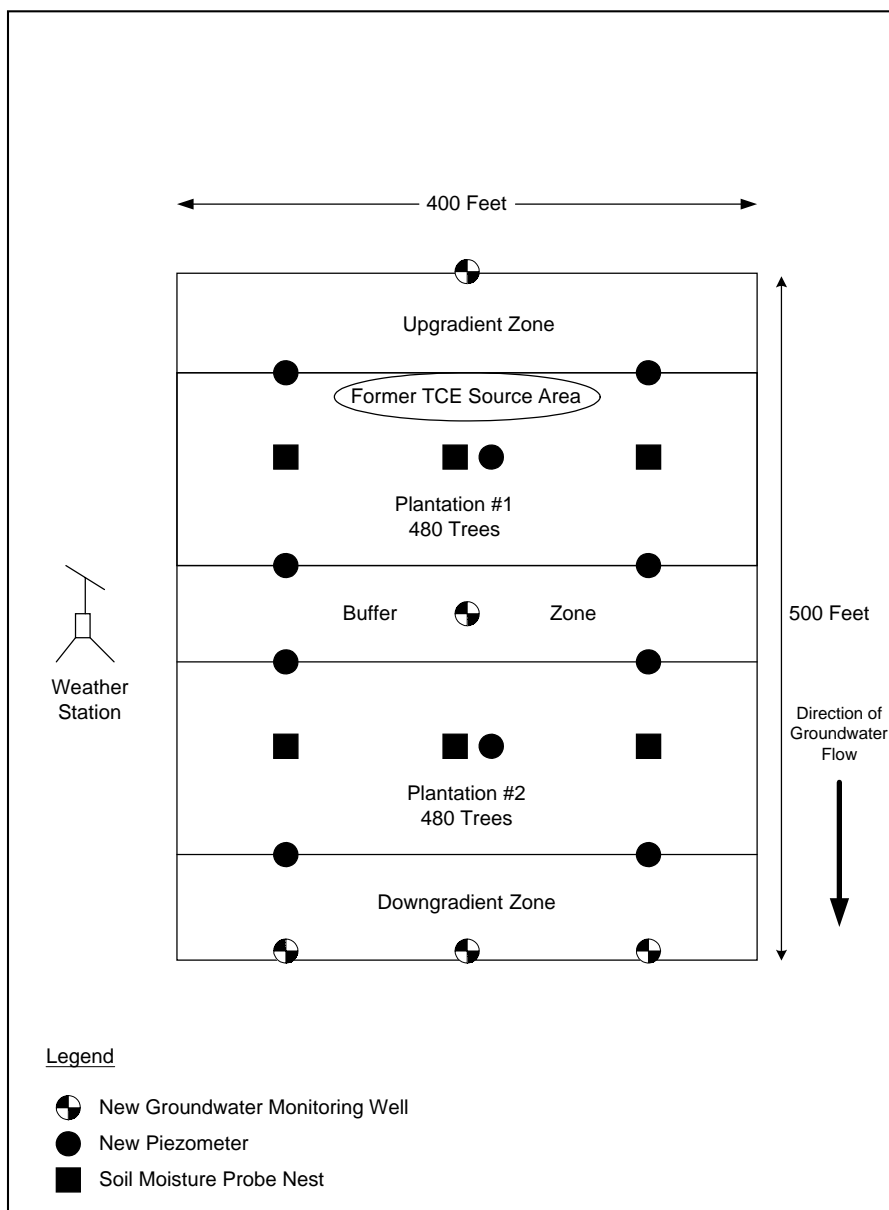 400 Feet
Upgradient Zone
Former TCE Source Area
Plantation #1
480 Trees
Buffer Zone
500 Feet
Weather
Station
Direction of
Groundwater
Flow
Plantation #2
480 Trees
Downgradient Zone
Legend
New Groundwater Monitoring Well
New Piezometer
Soil Moisture Probe Nest